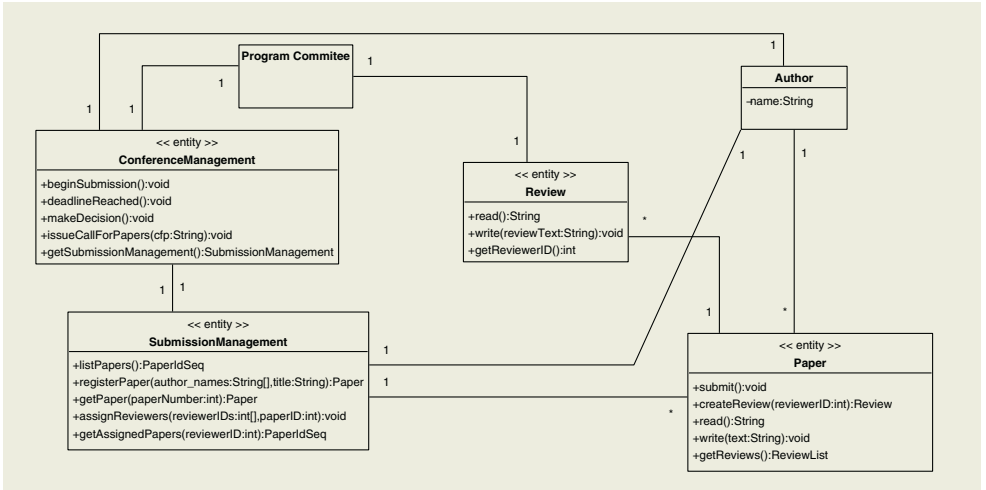 1
Program Commitee
1
1
1
1
1
Author
-name:String
<< entity >>
ConferenceManagement
+beginSubmission():void
+deadlineReached():void
+makeDecision():void
+issueCallForPapers(cfp:String):void
+getSubmissionManagement():SubmissionManagement
1
<< entity >>
Review
+read():String
+write(reviewText:String):void
+getReviewerID():int
*
1
1
1
1
1
*
<< entity >>
SubmissionManagement
+listPapers():PaperIdSeq
+registerPaper(author_names:String[],title:String):Paper
+getPaper(paperNumber:int):Paper
+assignReviewers(reviewerIDs:int[],paperID:int):void
+getAssignedPapers(reviewerID:int):PaperIdSeq
1
1
*
<< entity >>
Paper
+submit():void
+createReview(reviewerID:int):Review
+read():String
+write(text:String):void
+getReviews():ReviewList